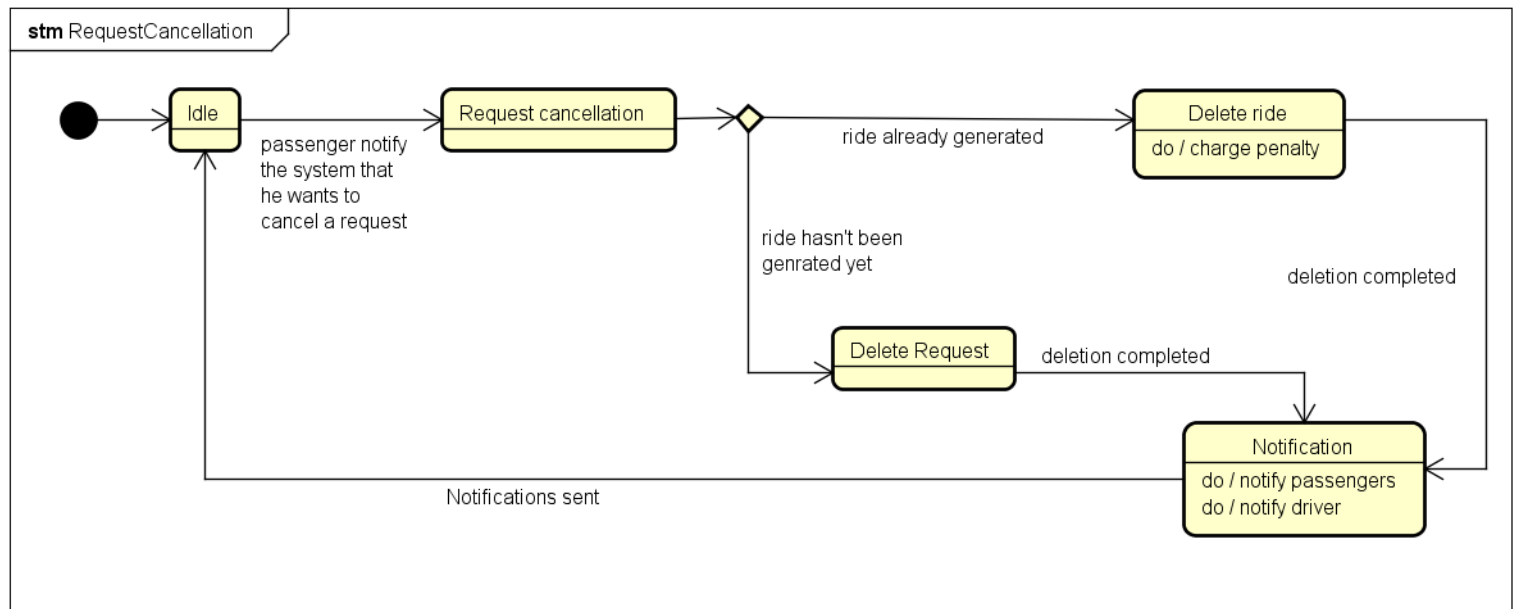 stm RequestCancellation
Idle
Request cancellation
Delete ride
do / charge penalty
ride already generated
passenger notify
the system that
he wants to
cancel a request
ride hasn't been
genrated yet
deletion completed
Delete Request
deletion completed
Notification
do / notify passengers
do / notify driver
Notifications sent